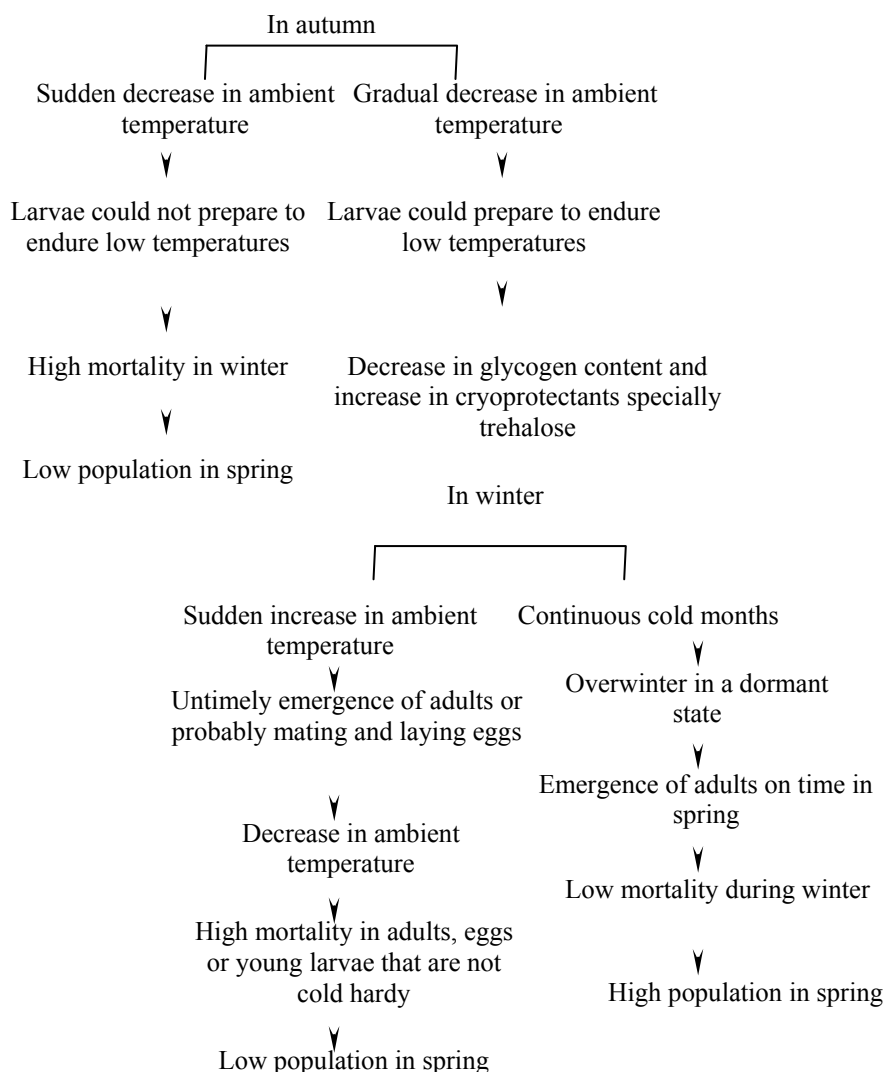 In autumn
Sudden decrease in ambient
temperature
Gradual decrease in ambient
temperature
Larvae could not prepare to
endure low temperatures
Larvae could prepare to endure
low temperatures
High mortality in winter
Decrease in glycogen content and
increase in cryoprotectants specially
trehalose
Low population in spring
In winter
Sudden increase in ambient
temperature
Continuous cold months
Untimely emergence of adults or
probably mating and laying eggs
Overwinter in a dormant
state
Emergence of adults on time in
spring
Decrease in ambient
temperature
Low mortality during winter
High mortality in adults, eggs
or young larvae that are not
cold hardy
High population in spring
Low population in spring